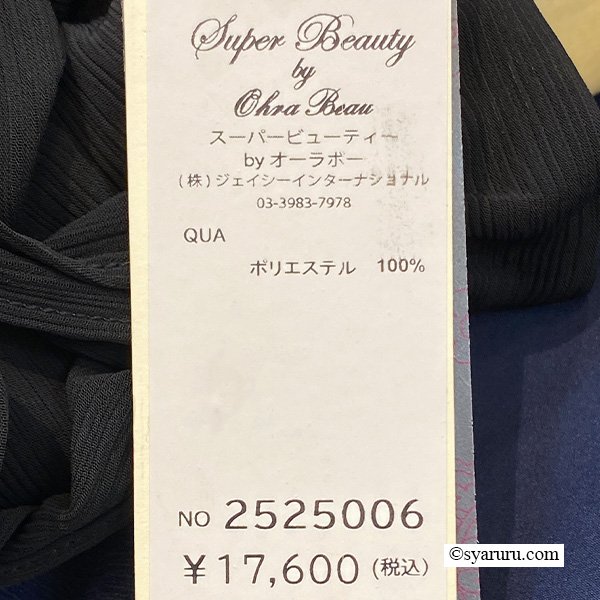 Super Beauty
by
Ohra Beau
スーパービューティー
by オーラボー
(株)ジェイシーインターナショナル
03-3983-7978
QUA
ポリエステル 100%
NO 2525006
¥17,600 (税込)
©syaruru.com